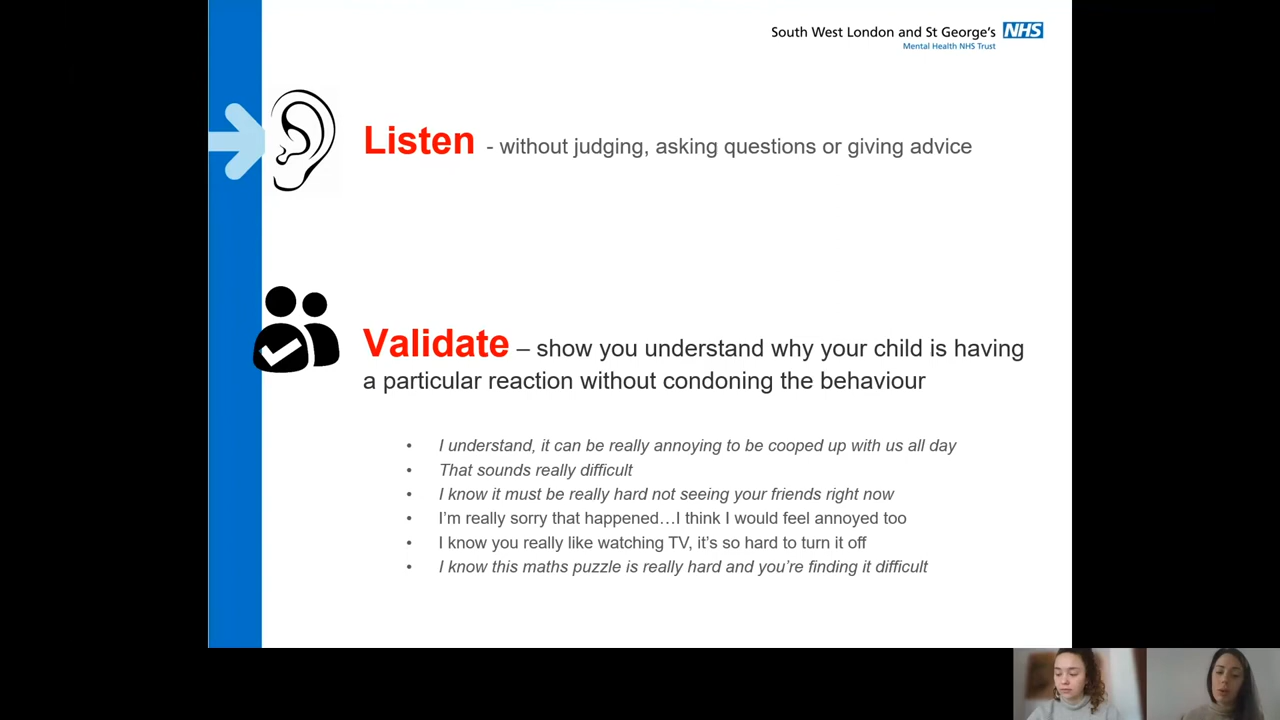 South West London and St George's NHS
Mental Health NHS Trust
Listen - without judging, asking questions or giving advice
Validate – show you understand why your child is having
a particular reaction without condoning the behaviour
• I understand, it can be really annoying to be cooped up with us all day
• That sounds really difficult
• I know it must be really hard not seeing your friends right now
• I'm really sorry that happened…I think I would feel annoyed too
• I know you really like watching TV, it's so hard to turn it off
• I know this maths puzzle is really hard and you're finding it difficult